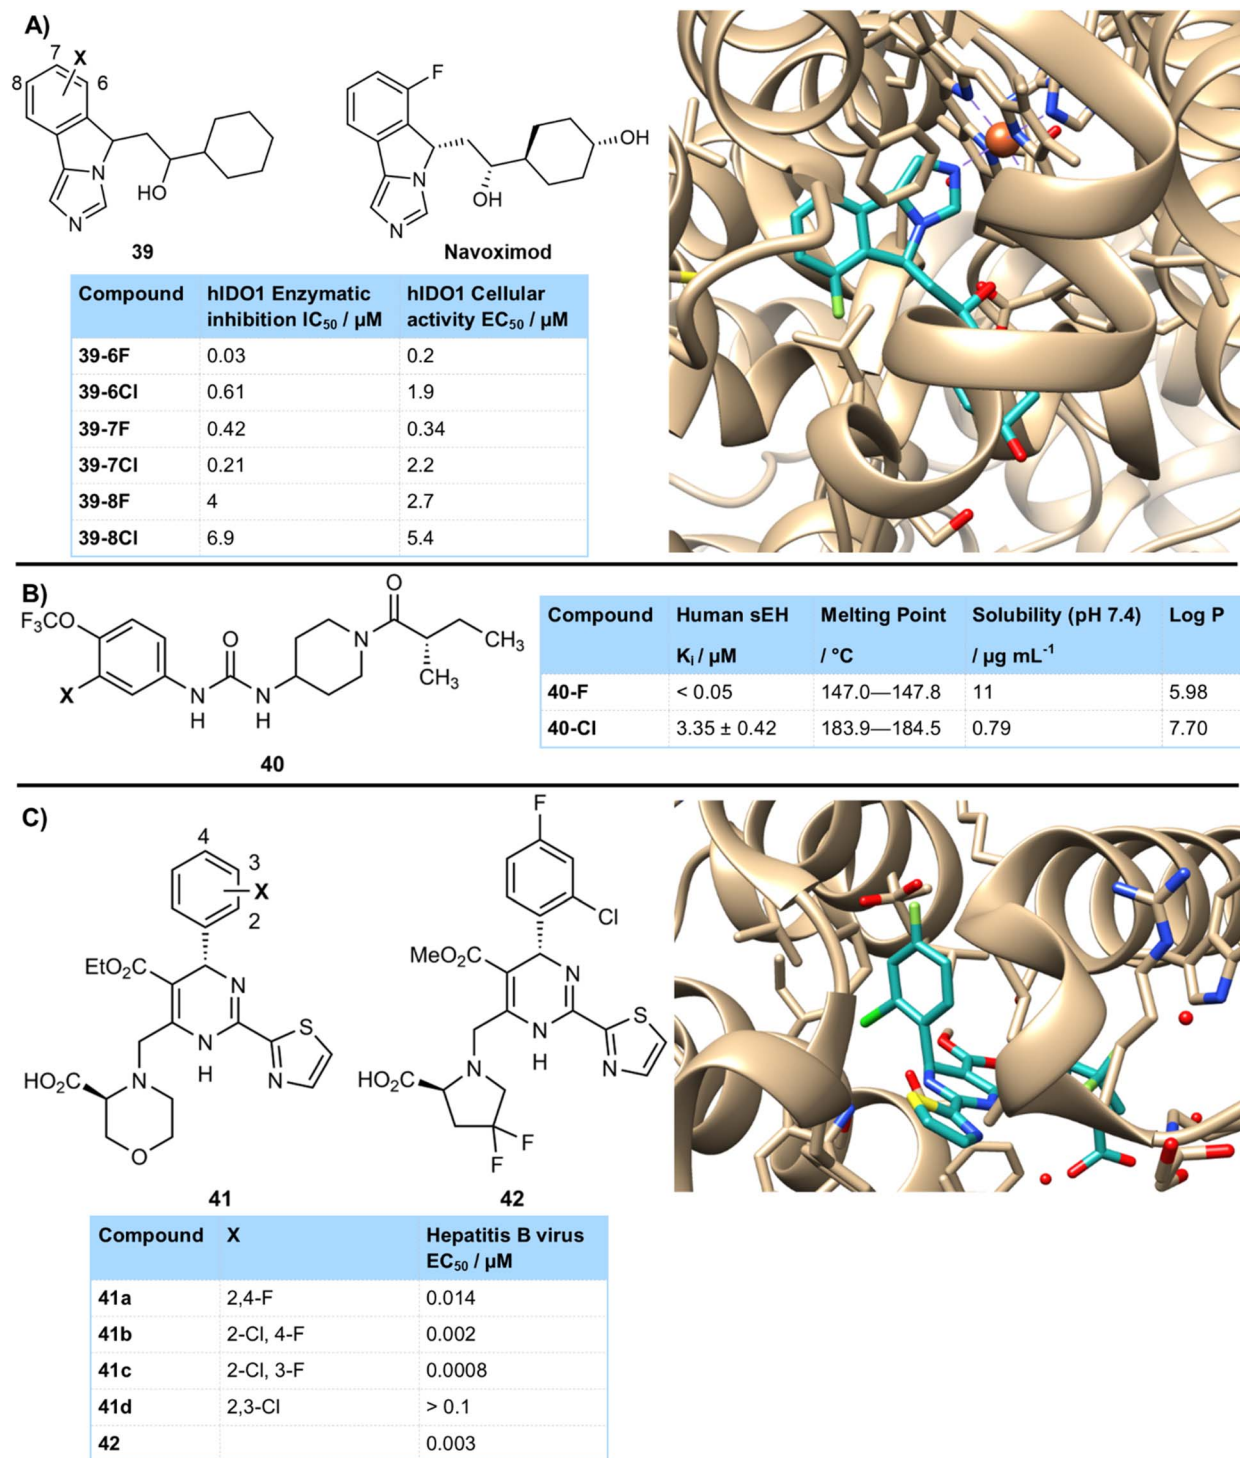 A)
7
X
8
6
HO
N
N
39
F
OH
N
OH
N
Navoximod
Compound hIDO1 Enzymatic inhibition IC50 / µM hIDO1 Cellular activity EC50 / µM
39-6F 0.03 0.2
39-6Cl 0.61 1.9
39-7F 0.42 0.34
39-7Cl 0.21 2.2
39-8F 4 2.7
39-8Cl 6.9 5.4
B)
F3CO
X
N
H
O
N
H
N
O
CH3
CH3
40
Compound Human sEH Ki / µM Melting Point / °C Solubility (pH 7.4) / µg mL-1 Log P
40-F < 0.05 147.0—147.8 11 5.98
40-Cl 3.35 ± 0.42 183.9—184.5 0.79 7.70
C)
4
3
X
2
EtO2C
N
N
H
S
N
HO2C
N
O
41
F
Cl
MeO2C
N
N
H
S
N
HO2C
N
F
F
42
Compound X Hepatitis B virus EC50 / µM
41a 2,4-F 0.014
41b 2-Cl, 4-F 0.002
41c 2-Cl, 3-F 0.0008
41d 2,3-Cl > 0.1
42 0.003